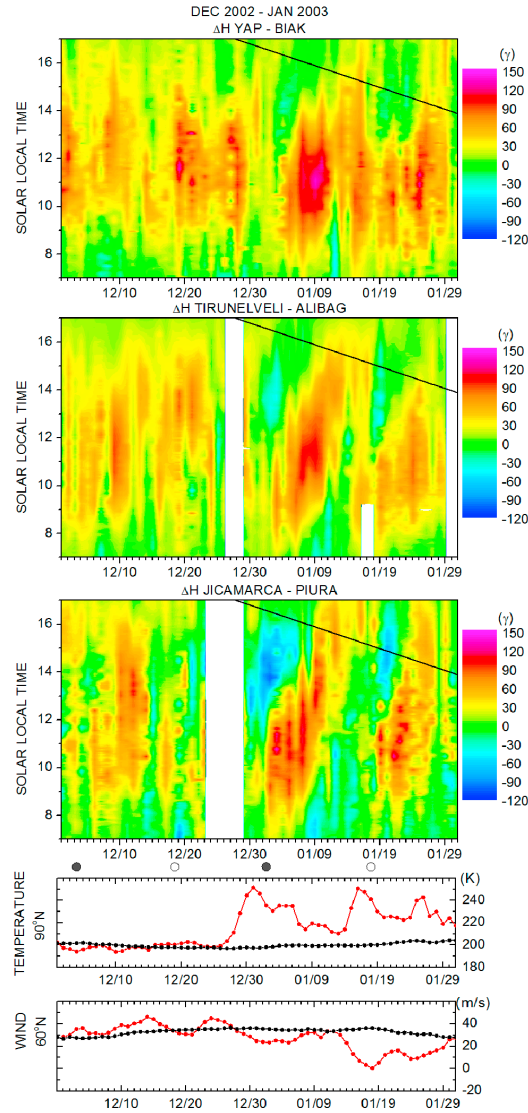 DEC 2002 - JAN 2003
ΔH YAP - BIAK
SOLAR LOCAL TIME
16
14
12
10
8
(γ)
150
120
90
60
30
0
-30
-60
-90
-120
12/10 12/20 12/30 01/09 01/19 01/29
ΔH TIRUNELVELI - ALIBAG
SOLAR LOCAL TIME
16
14
12
10
8
(γ)
150
120
90
60
30
0
-30
-60
-90
-120
12/10 12/20 12/30 01/09 01/19 01/29
ΔH JICAMARCA - PIURA
SOLAR LOCAL TIME
16
14
12
10
8
(γ)
150
120
90
60
30
0
-30
-60
-90
-120
12/10 12/20 12/30 01/09 01/19 01/29
TEMPERATURE
90°N
(K)
240
220
200
180
12/10 12/20 12/30 01/09 01/19 01/29
WIND
60°N
(m/s)
40
20
0
-20
12/10 12/20 12/30 01/09 01/19 01/29